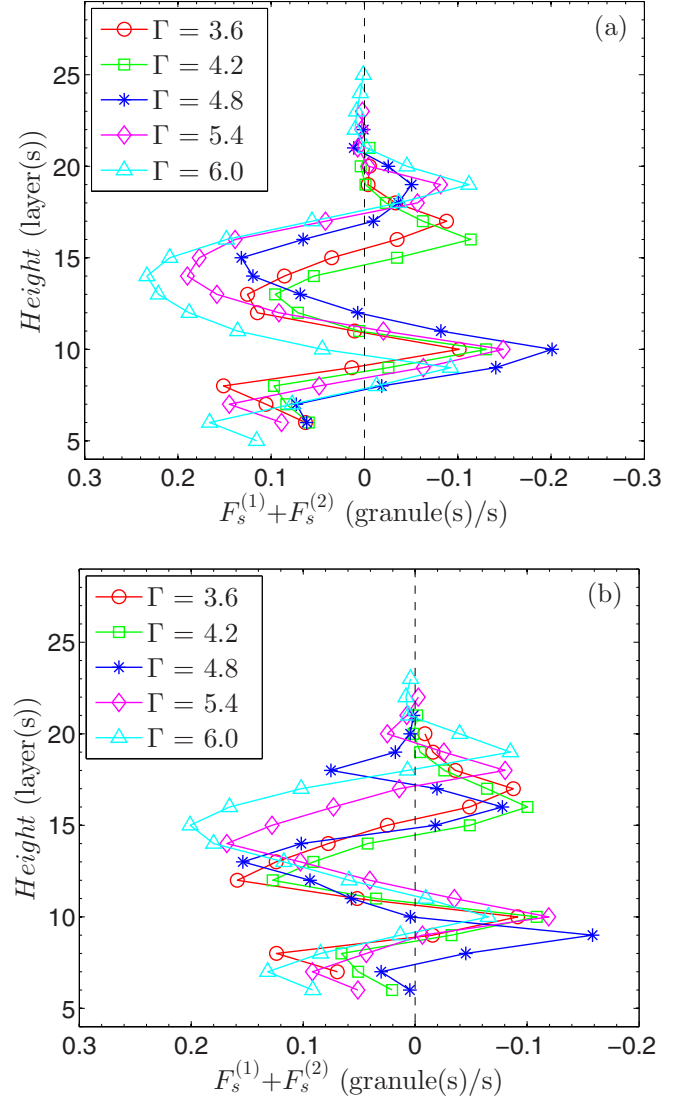 (a)
Γ = 3.6
Γ = 4.2
Γ = 4.8
Γ = 5.4
Γ = 6.0
Height (layer(s))
25
20
15
10
5
0.3 0.2 0.1 0 −0.1 −0.2 −0.3
F_s^{(1)}+F_s^{(2)} (granule(s)/s)
(b)
Γ = 3.6
Γ = 4.2
Γ = 4.8
Γ = 5.4
Γ = 6.0
Height (layer(s))
25
20
15
10
5
0.3 0.2 0.1 0 −0.1 −0.2
F_s^{(1)}+F_s^{(2)} (granule(s)/s)